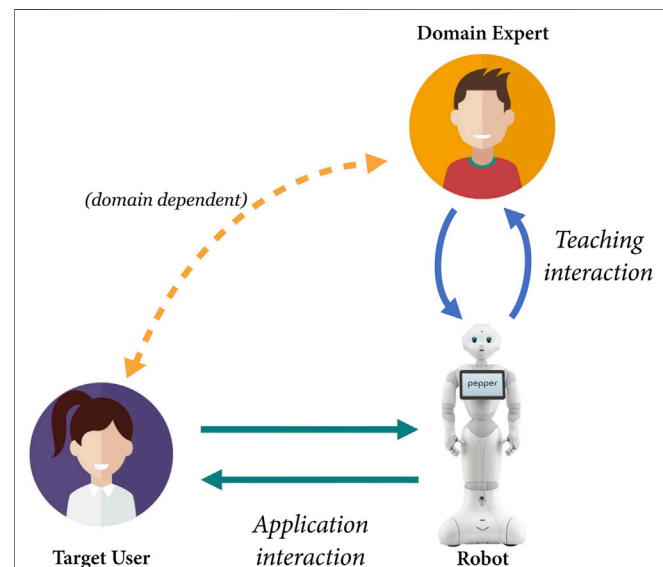 Domain Expert
(domain dependent)
Teaching
interaction
pepper
Application
interaction
Target User
Robot